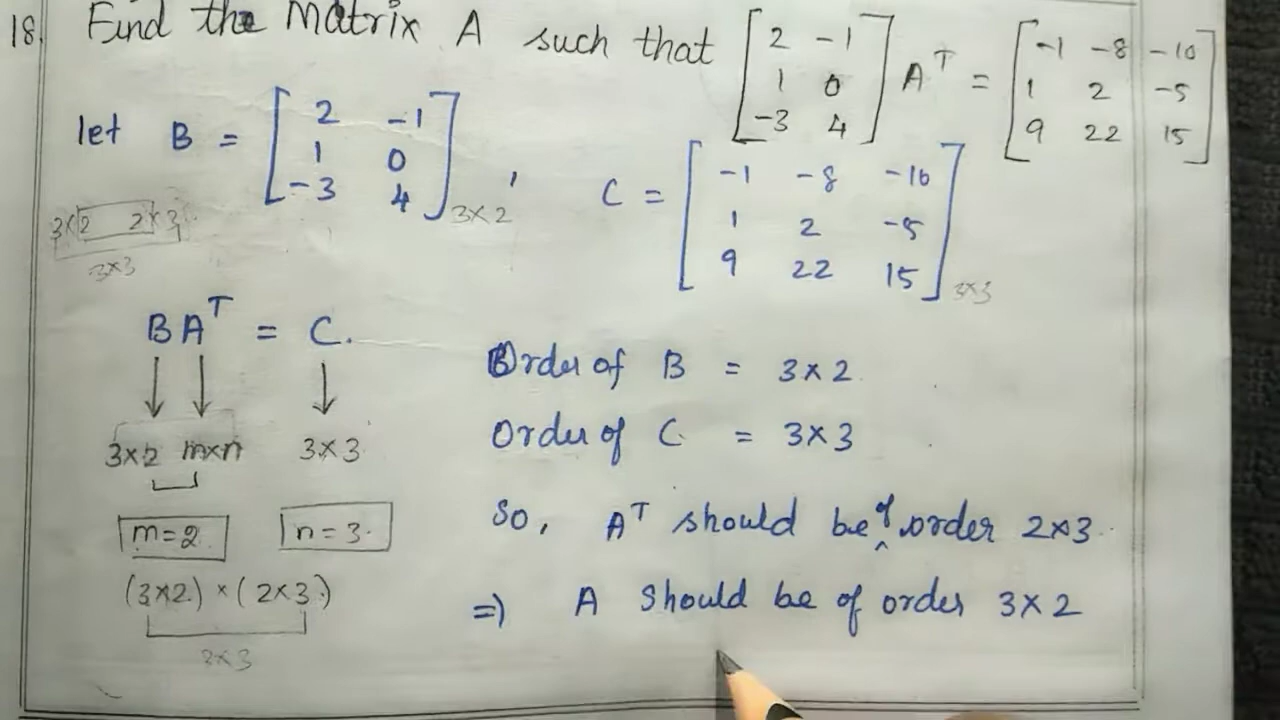 18. Find the Matrix A such that [ 2 -1 1 0 -3 4 ] Aᵀ = [ -1 -8 -10 1 2 -5 9 22 15 ]
let B = [ 2 -1 1 0 -3 4 ] 3×2 , C = [ -1 -8 -10 1 2 -5 9 22 15 ] 3×3
3×2 2×3
3×3
BAᵀ = C.
3×2 m×n 3×3
m=2 n=3.
(3×2) × (2×3)
3×3
Order of B = 3×2
Order of C = 3×3
So, Aᵀ should be of order 2×3.
⇒ A should be of order 3×2